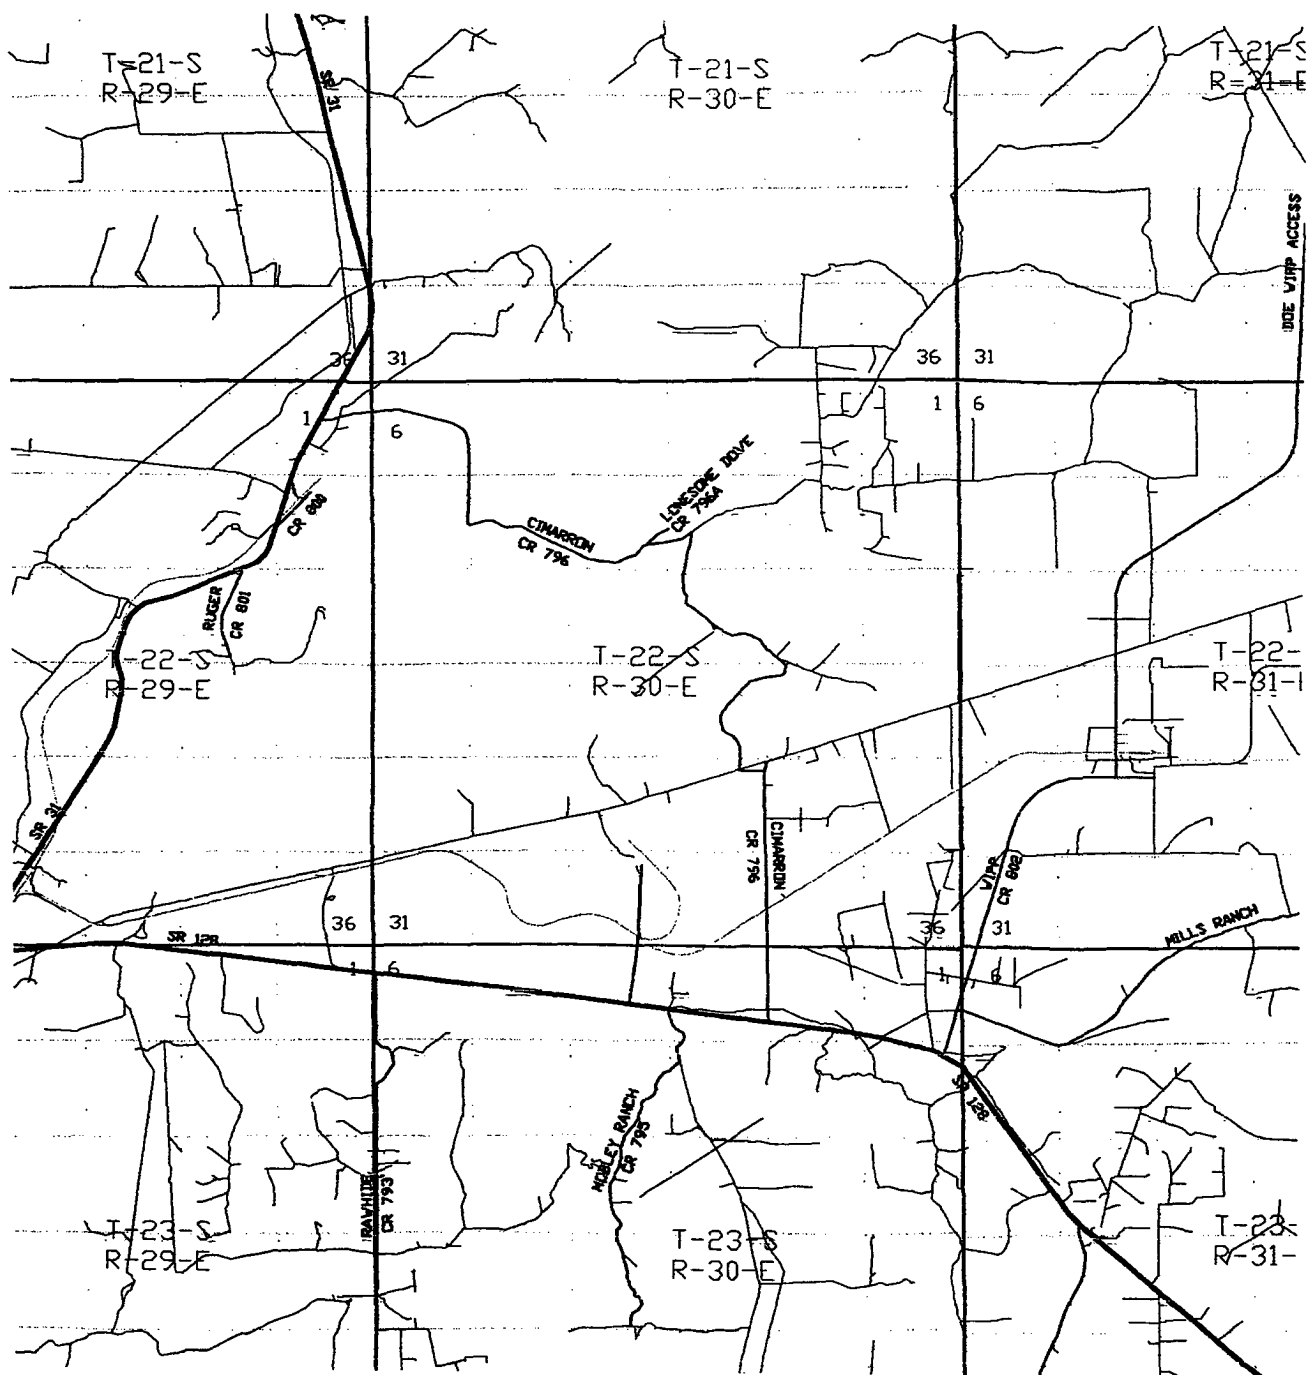 T-21-S
R-29-E
T-21-S
R-30-E
T-21-S
R-31-E
SR 31
DOE WIPP ACCESS
36 31
36 31
1
6
1 6
LONESOME DOVE
CR 796A
CIMARRON
CR 796
CR 800
RUGER
CR 801
T-22-S
R-29-E
T-22-S
R-30-E
T-22-
R-31-
SR 31
CIMARRON
CR 796
WIPP
CR 802
36 31
36 31
SR 128
MILLS RANCH
1 6
1 6
SR 128
MOBLEY RANCH
CR 795
RAWHIDE
CR 793
T-23-S
R-29-E
T-23-S
R-30-E
T-23-
R-31-